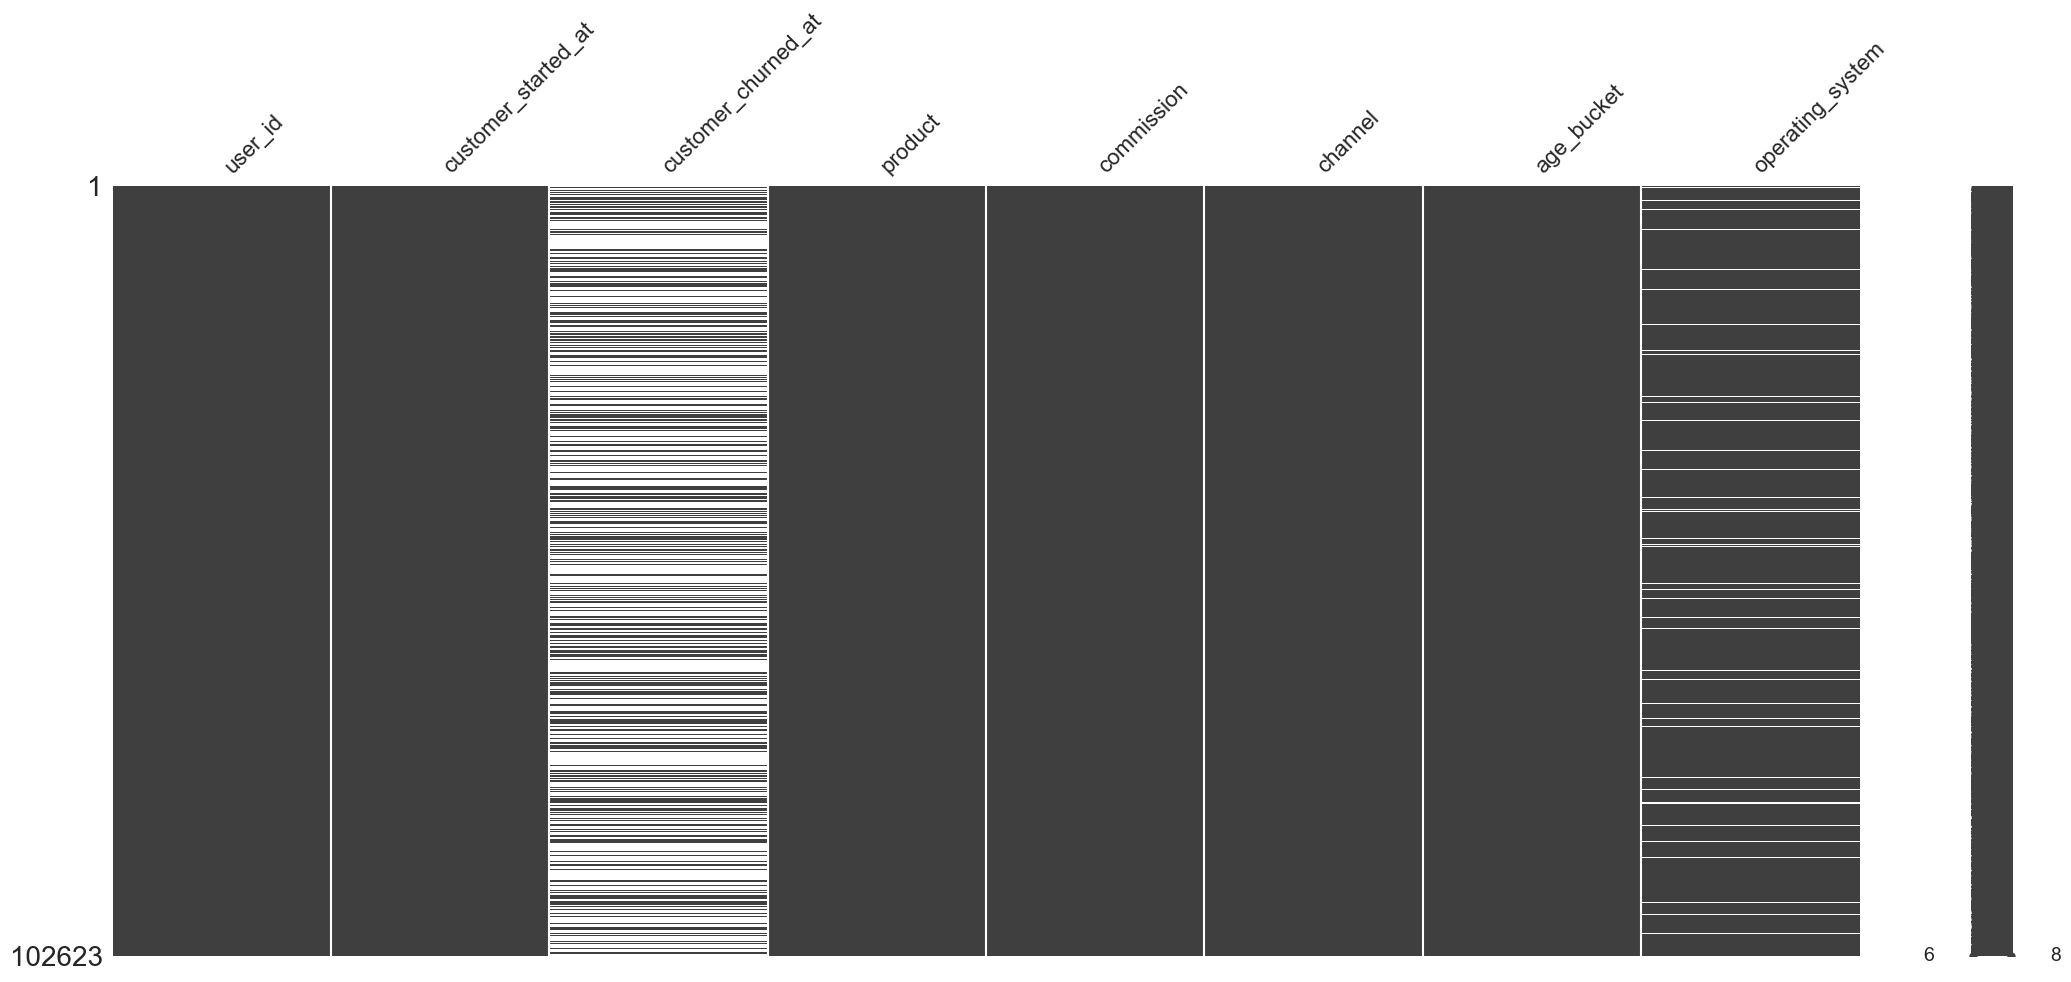 user_id
customer_started_at
customer_churned_at
product
commission
channel
age_bucket
operating_system
1
102623
6
8